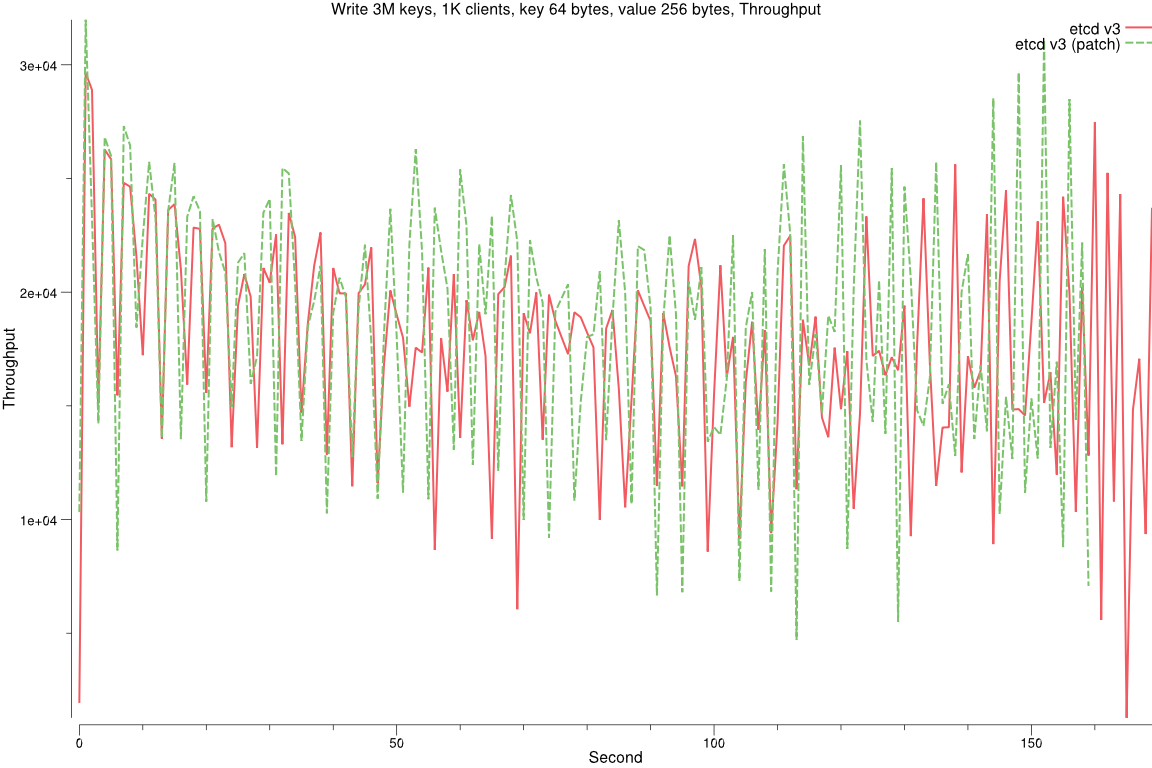 Write 3M keys, 1K clients, key 64 bytes, value 256 bytes, Throughput
etcd v3
etcd v3 (patch)
3e+04
2e+04
1e+04
Throughput
0 50 100 150
Second